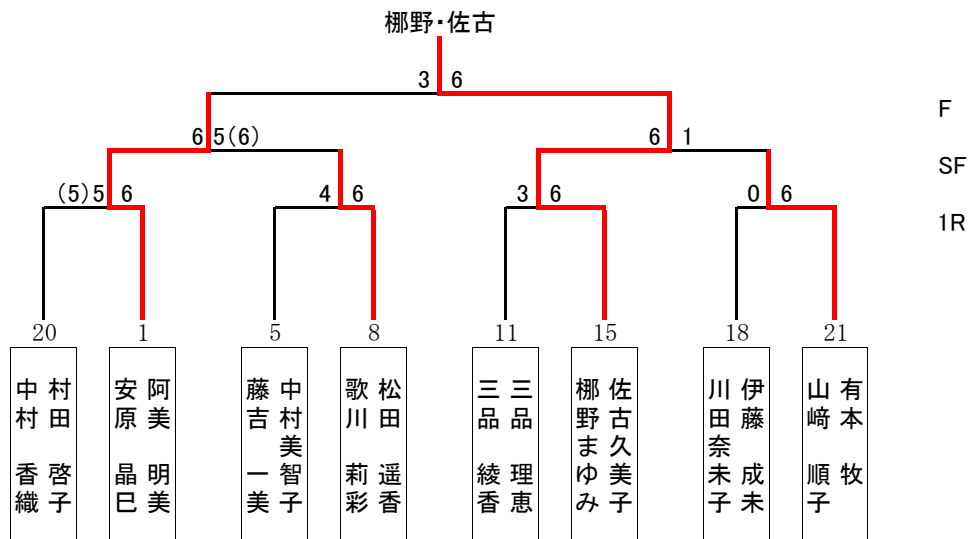 梛野・佐古
3 6
F
6 5(6)
6 1
SF
(5)5 6
4 6
3 6
0 6
1R
20
1
5
8
11
15
18
21
中村 香織
村田 啓子
安原 晶巳
阿美 明美
藤吉 一美
中村美智子
歌川 莉彩
松田 遥香
三品 綾香
三品 理恵
梛野まゆみ
佐古久美子
川田奈未子
伊藤 成未
山﨑 順子
有本 牧